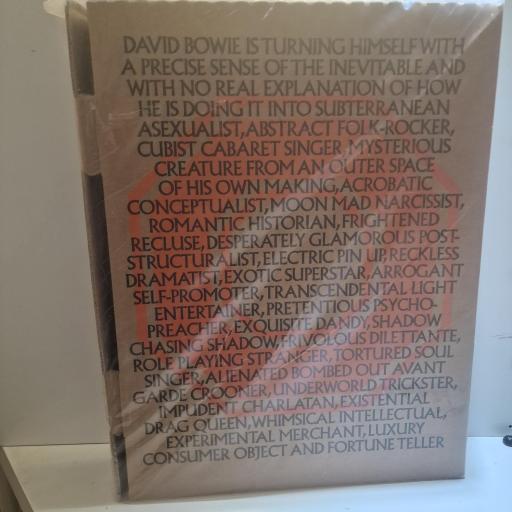 DAVID BOWIE IS TURNING HIMSELF WITH
A PRECISE SENSE OF THE INEVITABLE AND
WITH NO REAL EXPLANATION OF HOW
HE IS DOING IT INTO SUBTERRANEAN
ASEXUALIST, ABSTRACT FOLK-ROCKER,
CUBIST CABARET SINGER, MYSTERIOUS
CREATURE FROM AN OUTER SPACE
OF HIS OWN MAKING, ACROBATIC
CONCEPTUALIST, MOON MAD NARCISSIST,
ROMANTIC HISTORIAN, FRIGHTENED
RECLUSE, DESPERATELY GLAMOROUS POST-
STRUCTURALIST, ELECTRIC PIN UP, RECKLESS
DRAMATIST, EXOTIC SUPERSTAR, ARROGANT
SELF-PROMOTER, TRANSCENDENTAL LIGHT
ENTERTAINER, PRETENTIOUS PSYCHO-
PREACHER, EXQUISITE DANDY, SHADOW
CHASING SHADOW, FRIVOLOUS DILETTANTE,
ROLE PLAYING STRANGER, TORTURED SOUL
SINGER, ALIENATED BOMBED OUT AVANT
GARDE CROONER, UNDERWORLD TRICKSTER,
IMPUDENT CHARLATAN, EXISTENTIAL
DRAG QUEEN, WHIMSICAL INTELLECTUAL,
EXPERIMENTAL MERCHANT, LUXURY
CONSUMER OBJECT AND FORTUNE TELLER